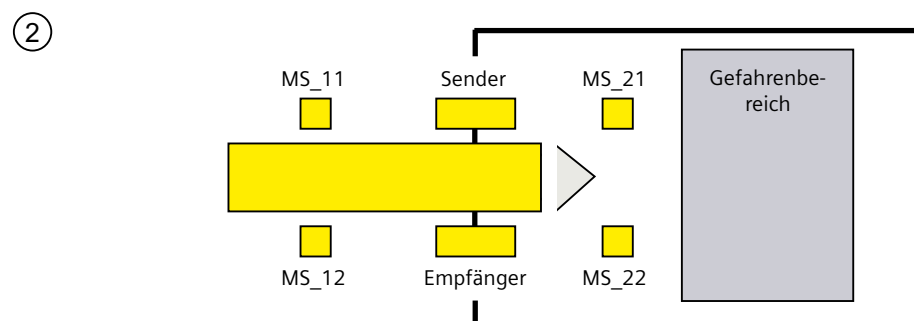 2
MS_11
Sender
MS_21
Gefahrenbe-
reich
MS_12
Empfänger
MS_22